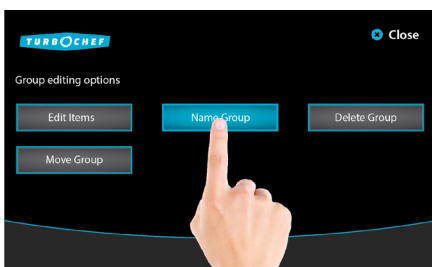 TURBOCHEF
Close
Group editing options
Edit Items
Name Group
Delete Group
Move Group